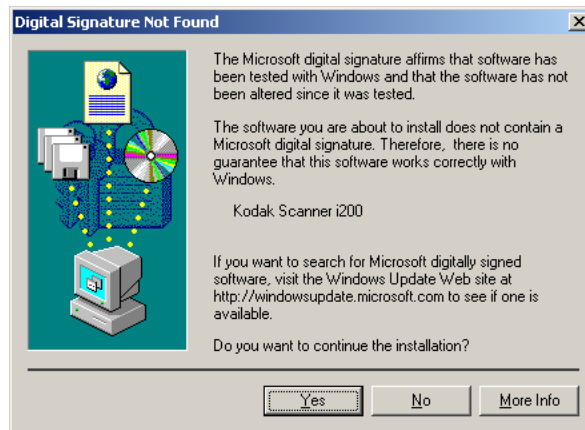 Digital Signature Not Found
The Microsoft digital signature affirms that software has
been tested with Windows and that the software has not
been altered since it was tested.
The software you are about to install does not contain a
Microsoft digital signature. Therefore, there is no
guarantee that this software works correctly with
Windows.
Kodak Scanner i200
If you want to search for Microsoft digitally signed
software, visit the Windows Update Web site at
http://windowsupdate.microsoft.com to see if one is
available.
Do you want to continue the installation?
Yes No More Info